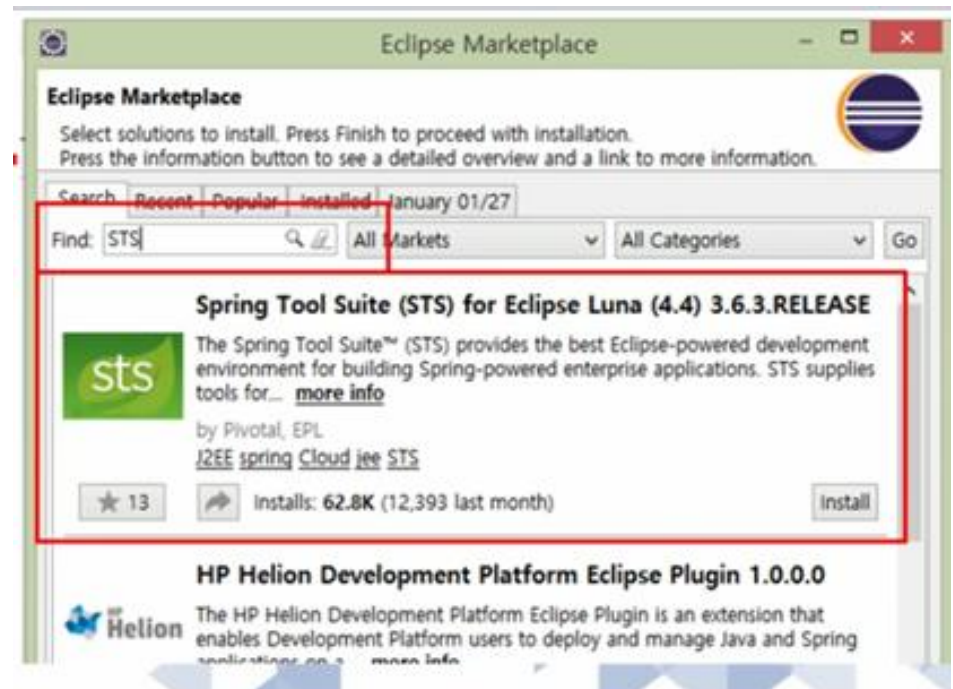 Eclipse Marketplace
Eclipse Marketplace
Select solutions to install. Press Finish to proceed with installation.
Press the information button to see a detailed overview and a link to more information.
Search Recent Popular Installed January 01/27
Find: STS All Markets All Categories Go
Spring Tool Suite (STS) for Eclipse Luna (4.4) 3.6.3.RELEASE
sts
The Spring Tool Suite™ (STS) provides the best Eclipse-powered development
environment for building Spring-powered enterprise applications. STS supplies
tools for... more info
by Pivotal, EPL
J2EE spring Cloud jee STS
13 Installs: 62.8K (12,393 last month) Install
HP Helion Development Platform Eclipse Plugin 1.0.0.0
HP Helion
The HP Helion Development Platform Eclipse Plugin is an extension that
enables Development Platform users to deploy and manage Java and Spring
applications on a... more info